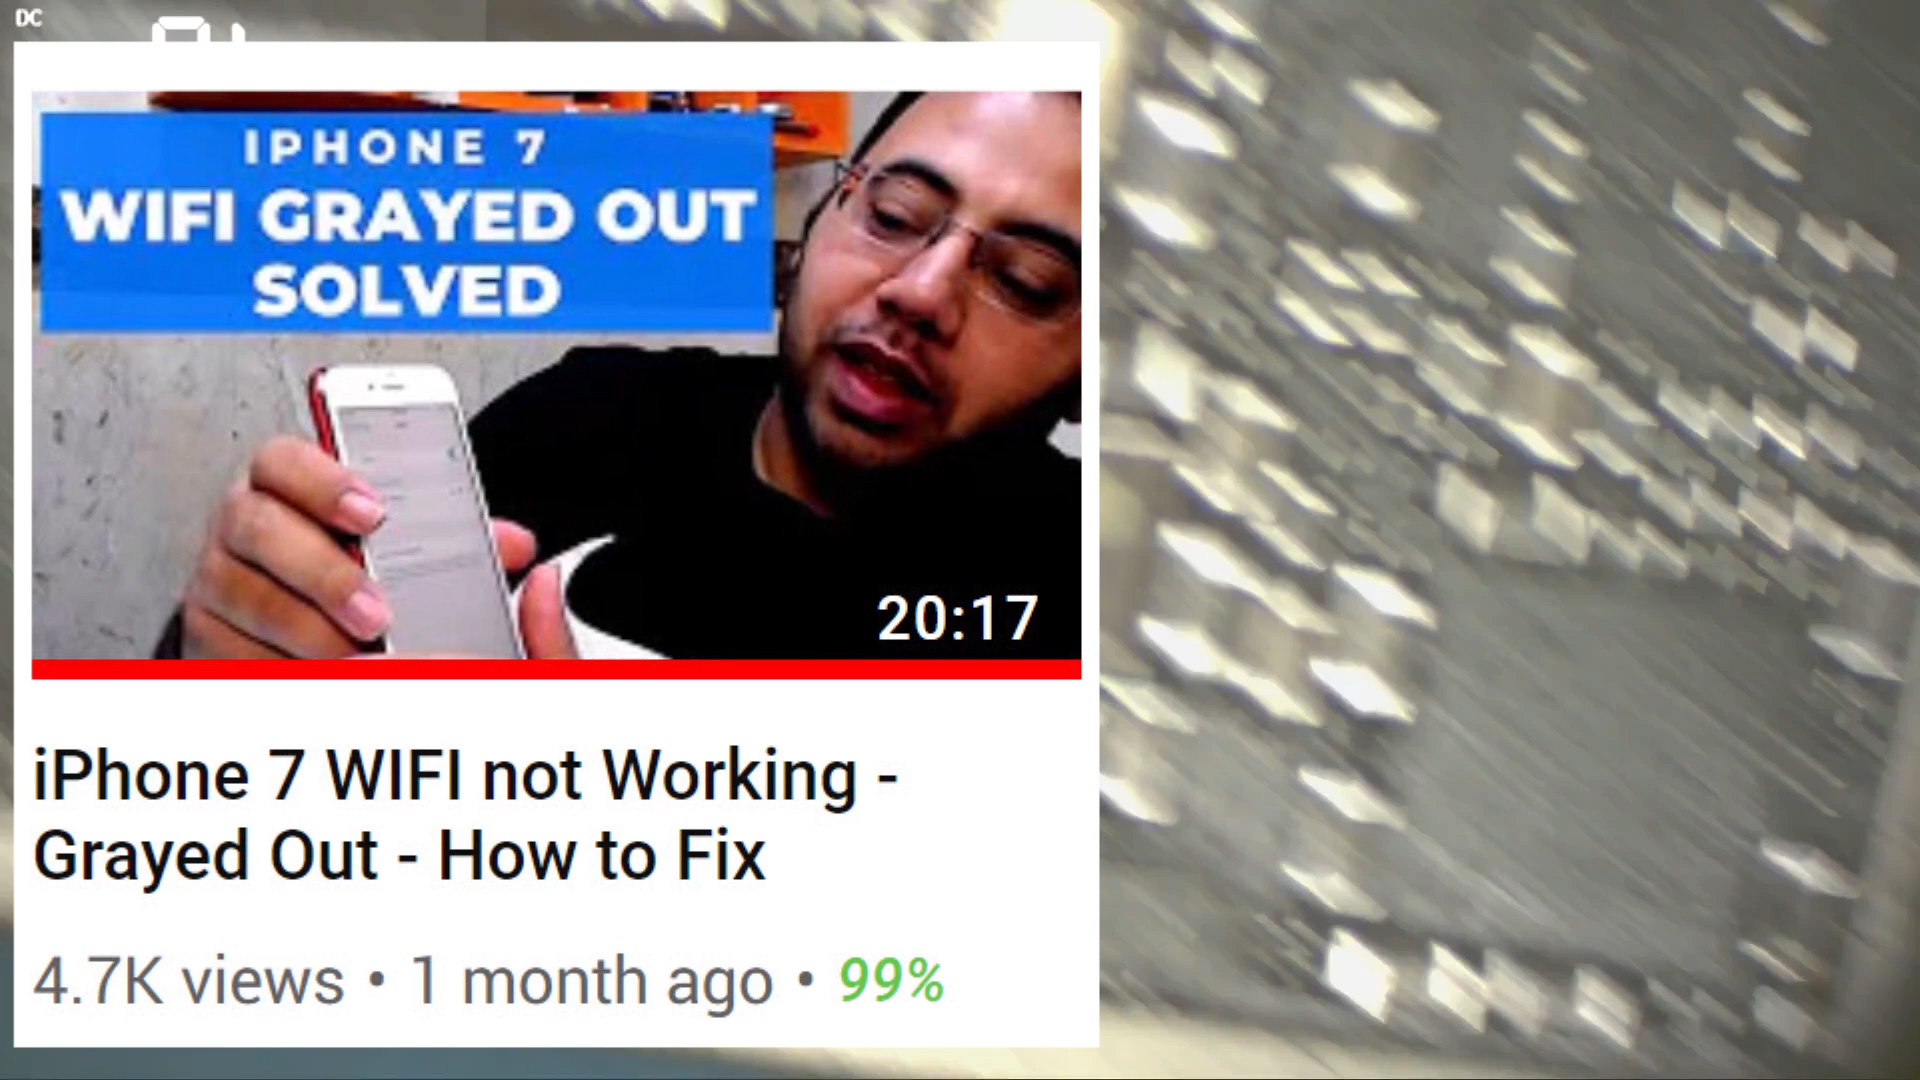 DC
IPHONE 7
WIFI GRAYED OUT
SOLVED
20:17
iPhone 7 WIFI not Working -
Grayed Out - How to Fix
4.7K views • 1 month ago • 99%